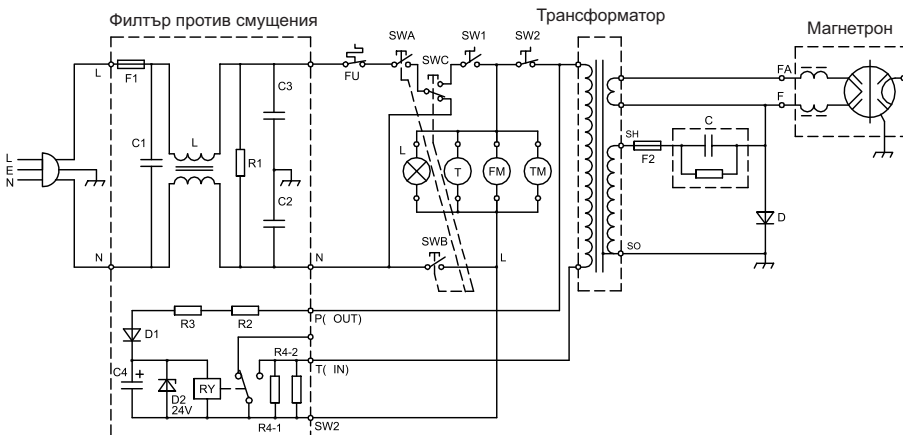 Филтър против смущения
Трансформатор
Магнетрон
SWA
SW1
SW2
L
F1
FU
SWC
FA
F
C3
C1
L
R1
L
T
FM
TM
SH
F2
C
L
E
N
C2
D
SWB
SO
N
N
L
R3
R2
P( OUT)
D1
R4-2
T( IN)
C4
+
RY
D2
24V
R4-1
SW2